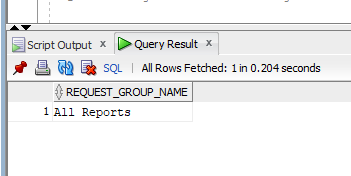 Script Output x Query Result x
SQL | All Rows Fetched: 1 in 0.204 seconds
REQUEST_GROUP_NAME
1 All Reports